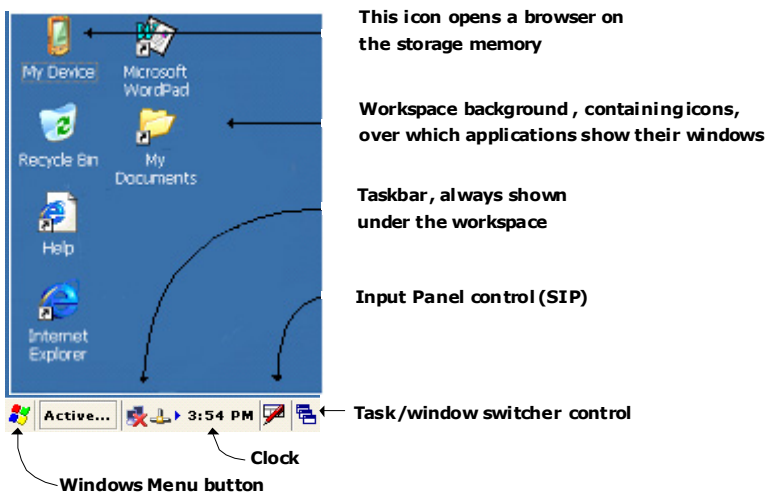 This icon opens a browser on
the storage memory
My Device
Microsoft
WordPad
Workspace background , containing icons,
over which applications show their windows
Recycle Bin
My
Documents
Taskbar, always shown
under the workspace
Help
Input Panel control (SIP)
Internet
Explorer
Active...
3:54 PM
Task/window switcher control
Clock
Windows Menu button